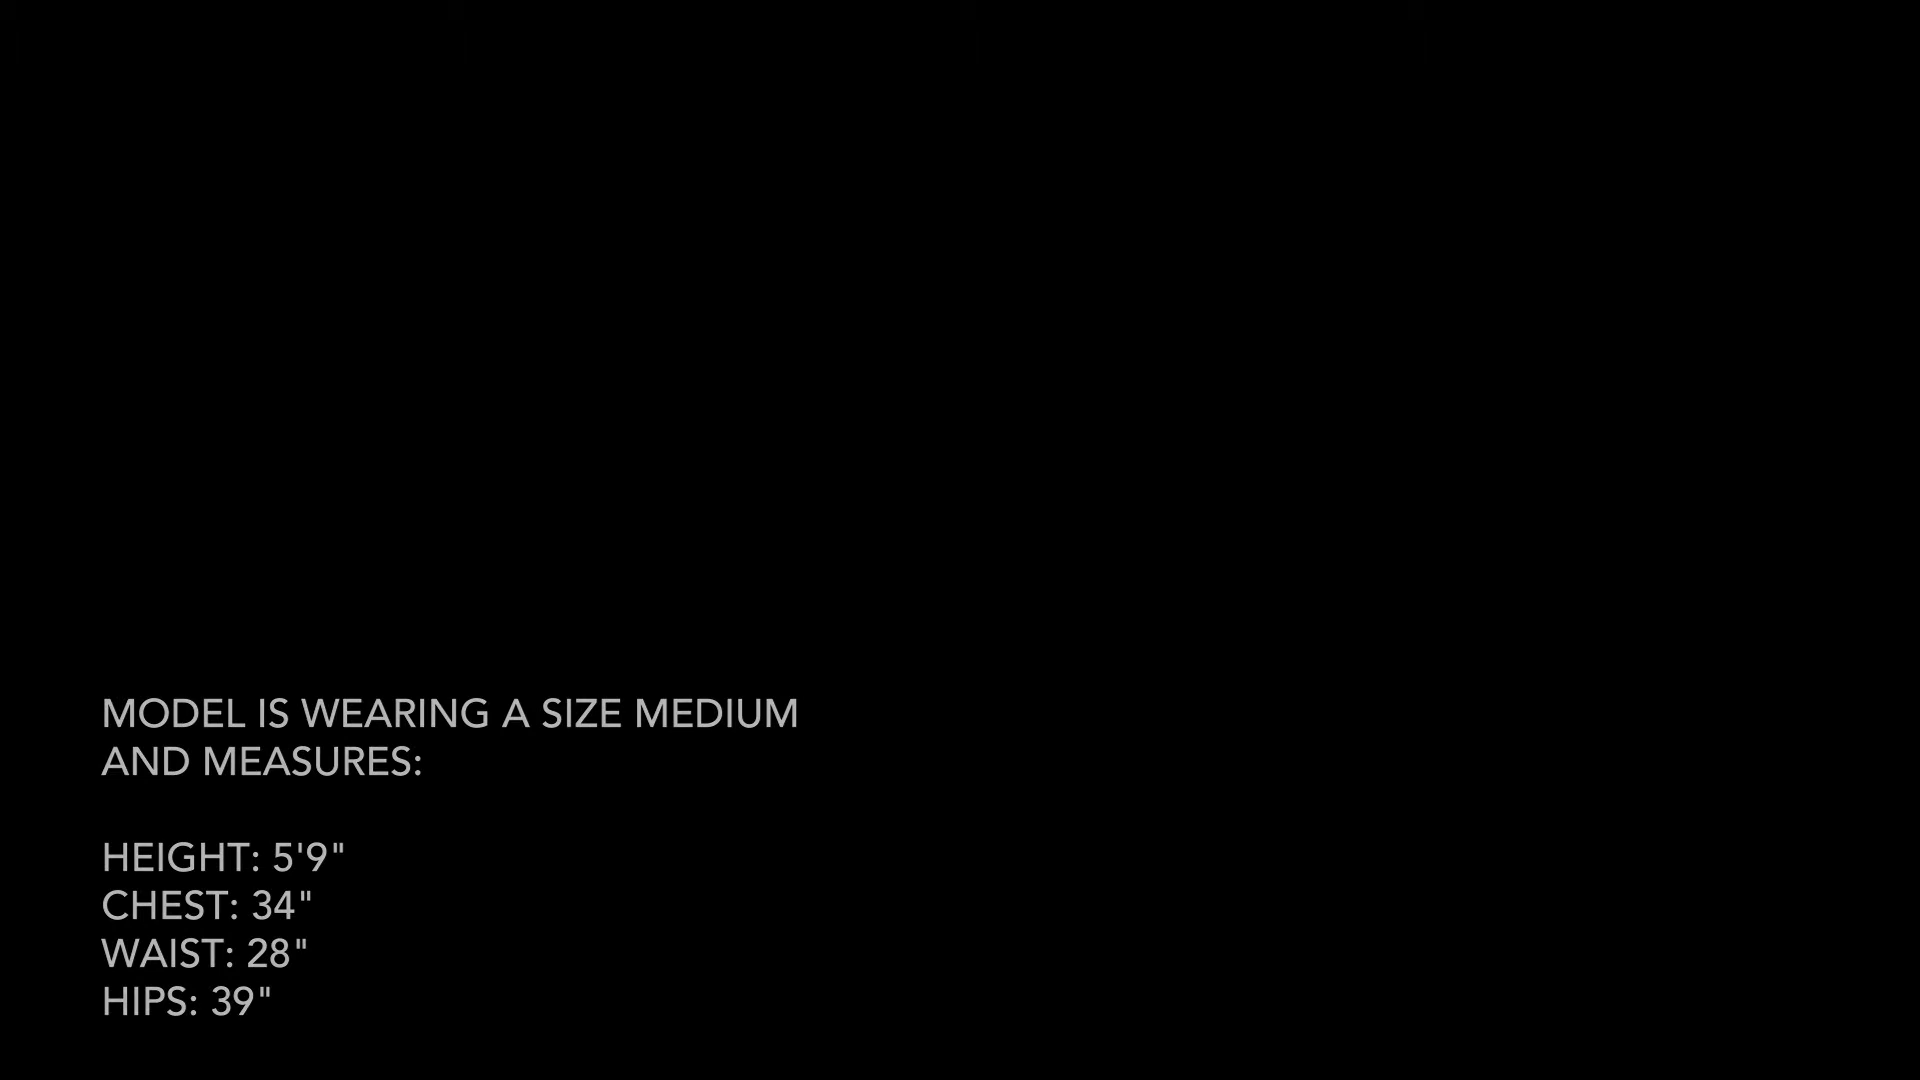 MODEL IS WEARING A SIZE MEDIUM
AND MEASURES:
HEIGHT: 5'9"
CHEST: 34"
WAIST: 28"
HIPS: 39"